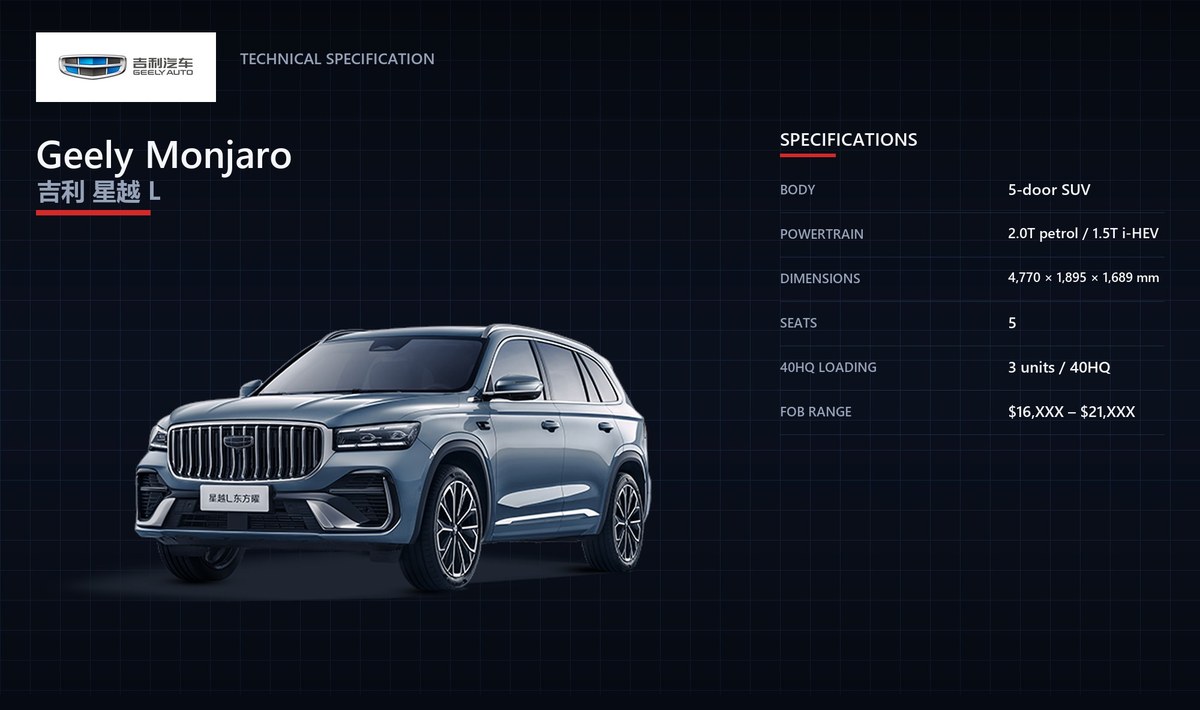 吉利汽车
GEELY AUTO
TECHNICAL SPECIFICATION
Geely Monjaro
吉利 星越 L
星越L东方曜
SPECIFICATIONS
BODY 5-door SUV
POWERTRAIN 2.0T petrol / 1.5T i-HEV
DIMENSIONS 4,770 × 1,895 × 1,689 mm
SEATS 5
40HQ LOADING 3 units / 40HQ
FOB RANGE $16,XXX – $21,XXX